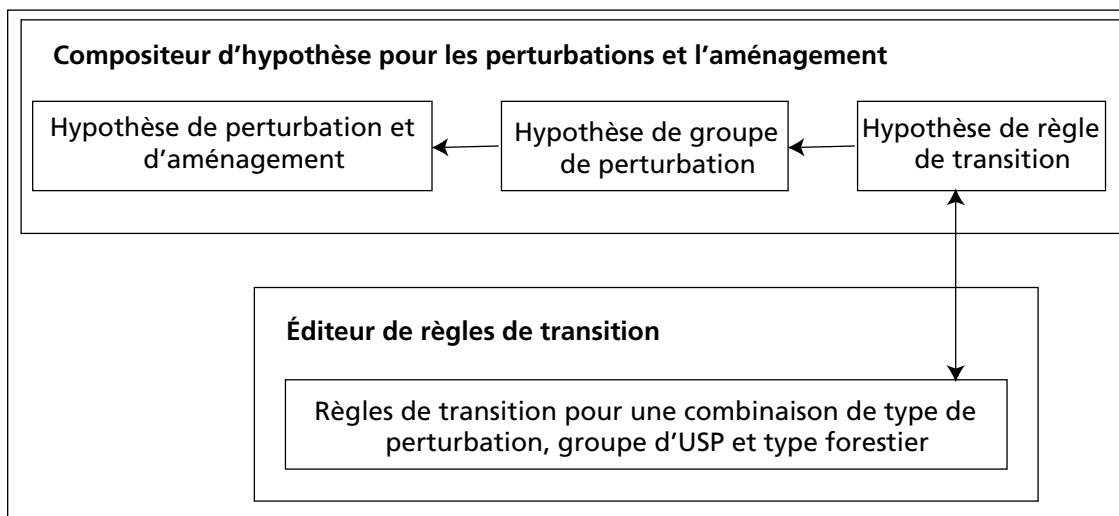 Compositeur d’hypothèse pour les perturbations et l’aménagement
Hypothèse de perturbation et
d’aménagement
Hypothèse de groupe
de perturbation
Hypothèse de règle
de transition
Éditeur de règles de transition
Règles de transition pour une combinaison de type de
perturbation, groupe d’USP et type forestier